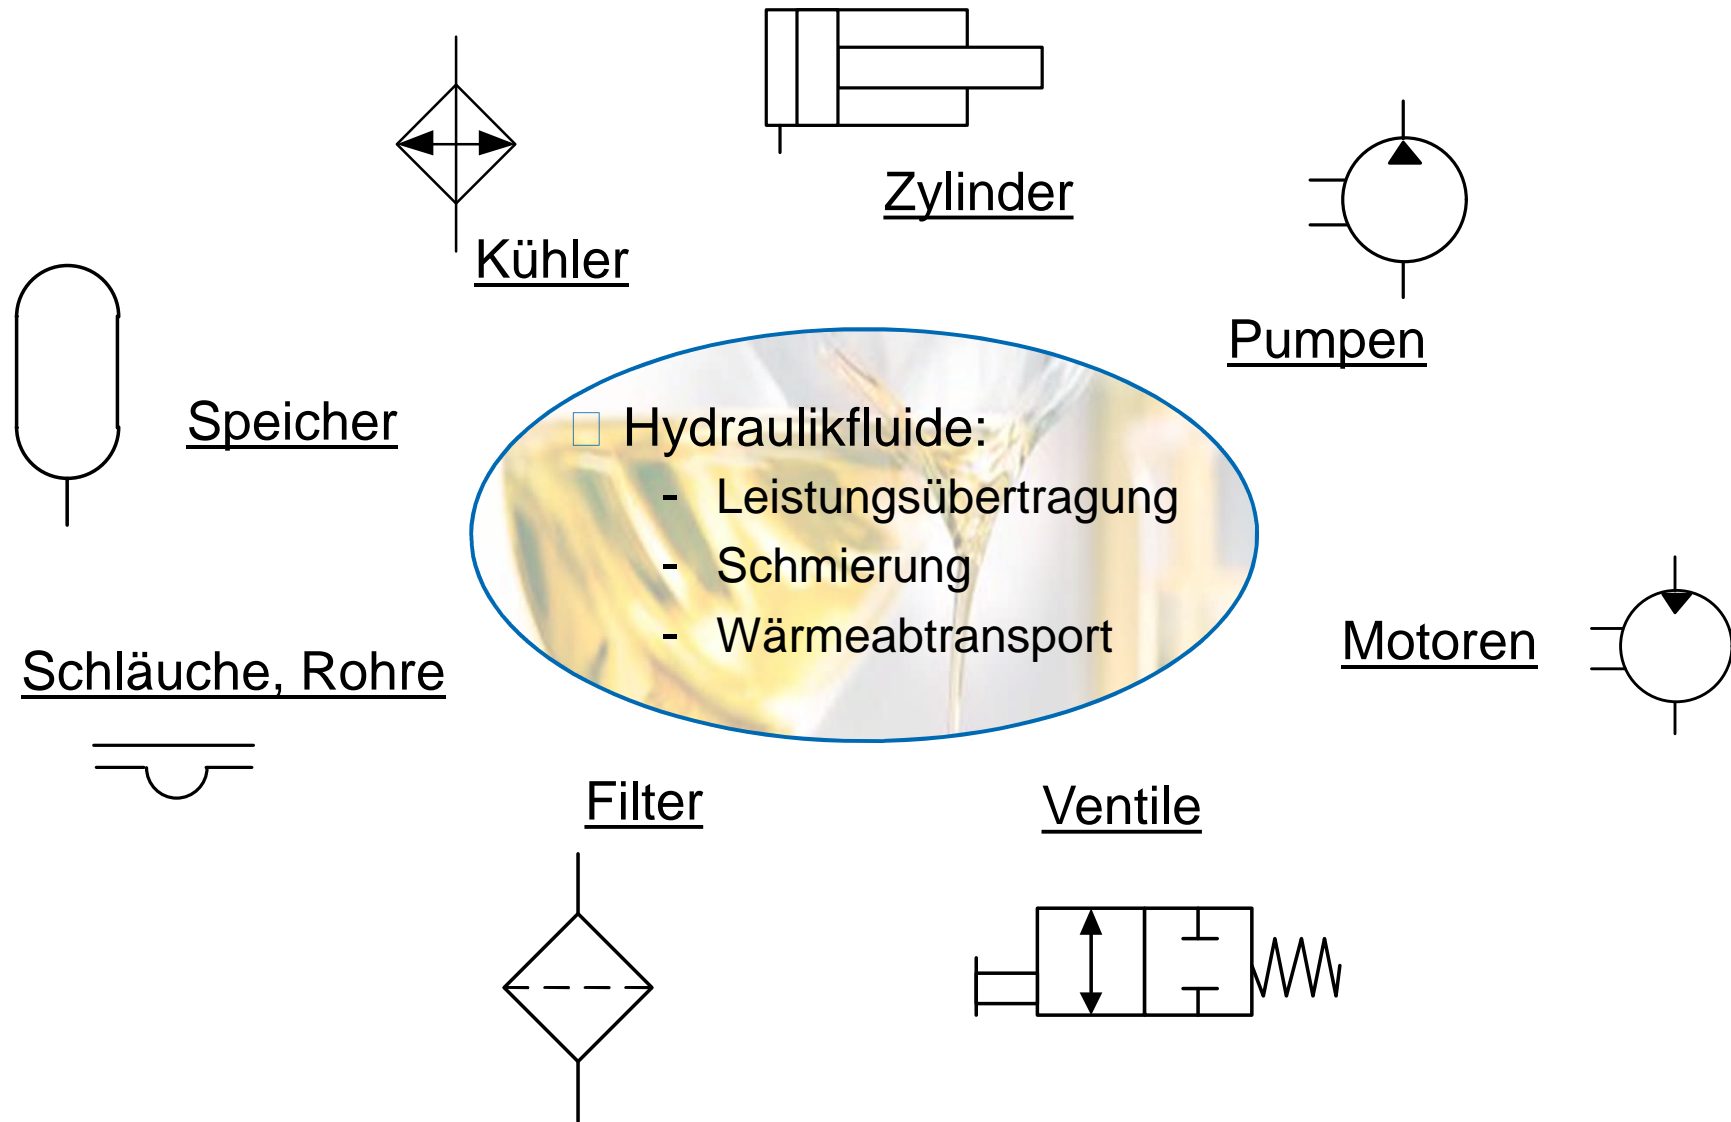 Zylinder
Kühler
Pumpen
Speicher
Hydraulikfluide:
- Leistungsübertragung
- Schmierung
- Wärmeabtransport
Motoren
Schläuche, Rohre
Filter
Ventile